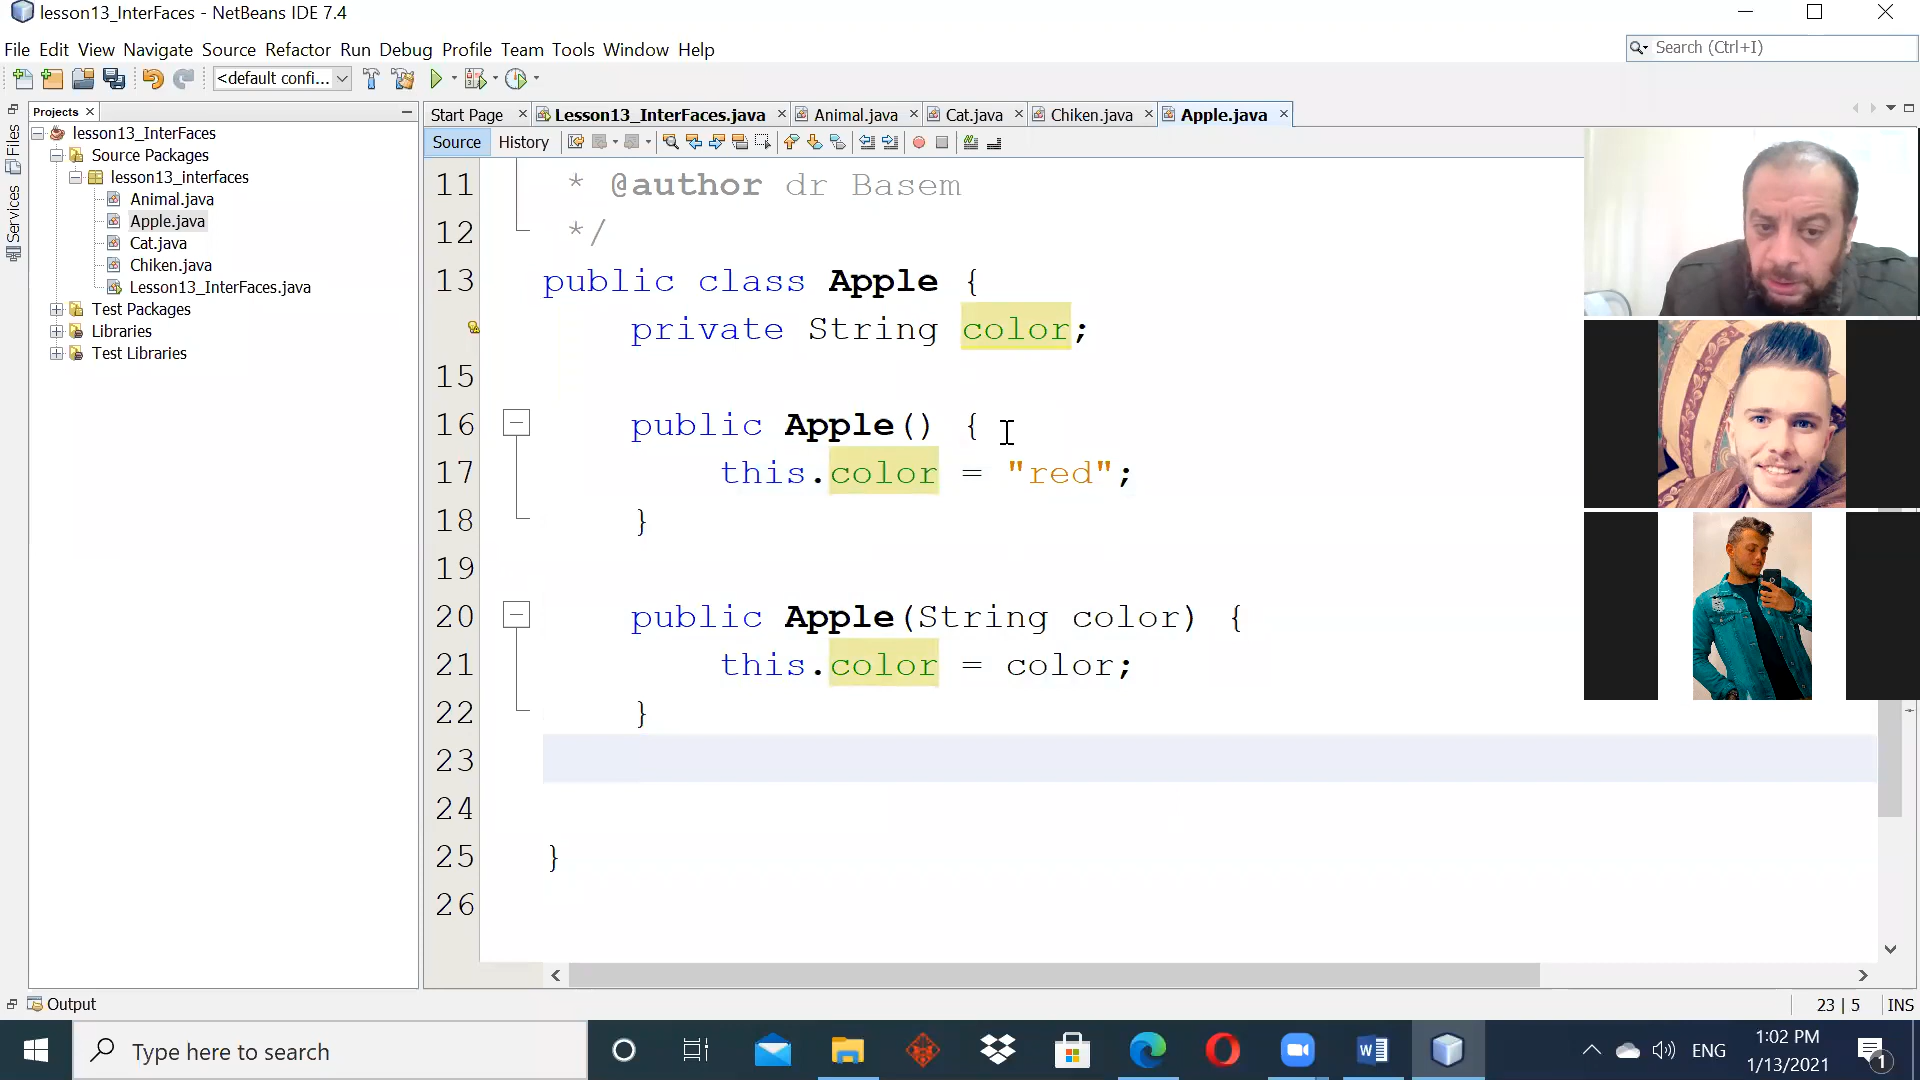 lesson13_InterFaces - NetBeans IDE 7.4
File Edit View Navigate Source Refactor Run Debug Profile Team Tools Window Help
Search (Ctrl+I)
<default confi...
Projects
Files
Services
lesson13_InterFaces
Source Packages
lesson13_interfaces
Animal.java
Apple.java
Cat.java
Chiken.java
Lesson13_InterFaces.java
Test Packages
Libraries
Test Libraries
Start Page Lesson13_InterFaces.java Animal.java Cat.java Chiken.java Apple.java
Source History
11 * @author dr Basem
12 */
13 public class Apple {
private String color;
15
16 public Apple() {
17 this.color = "red";
18 }
19
20 public Apple(String color) {
21 this.color = color;
22 }
23
24
25 }
26
Output
23 | 5 INS
Type here to search
ENG
1:02 PM
1/13/2021
1